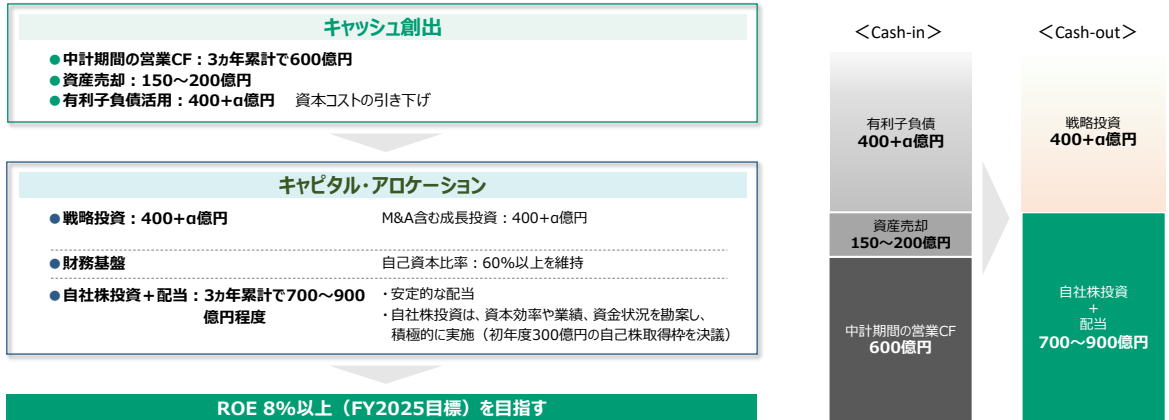 キャッシュ創出
●中計期間の営業CF：3ヵ年累計で600億円
●資産売却：150～200億円
●有利子負債活用：400+α億円 資本コストの引き下げ
キャピタル・アロケーション
●戦略投資：400+α億円 M&A含む成長投資：400+α億円
●財務基盤 自己資本比率：60%以上を維持
●自社株投資＋配当：3ヵ年累計で700～900 ・安定的な配当
億円程度 ・自社株投資は、資本効率や業績、資金状況を勘案し、
積極的に実施（初年度300億円の自己株取得枠を決議）
ROE 8%以上（FY2025目標）を目指す
＜Cash-in＞
有利子負債
400+α億円
資産売却
150～200億円
中計期間の営業CF
600億円
＜Cash-out＞
戦略投資
400+α億円
自社株投資
+
配当
700～900億円